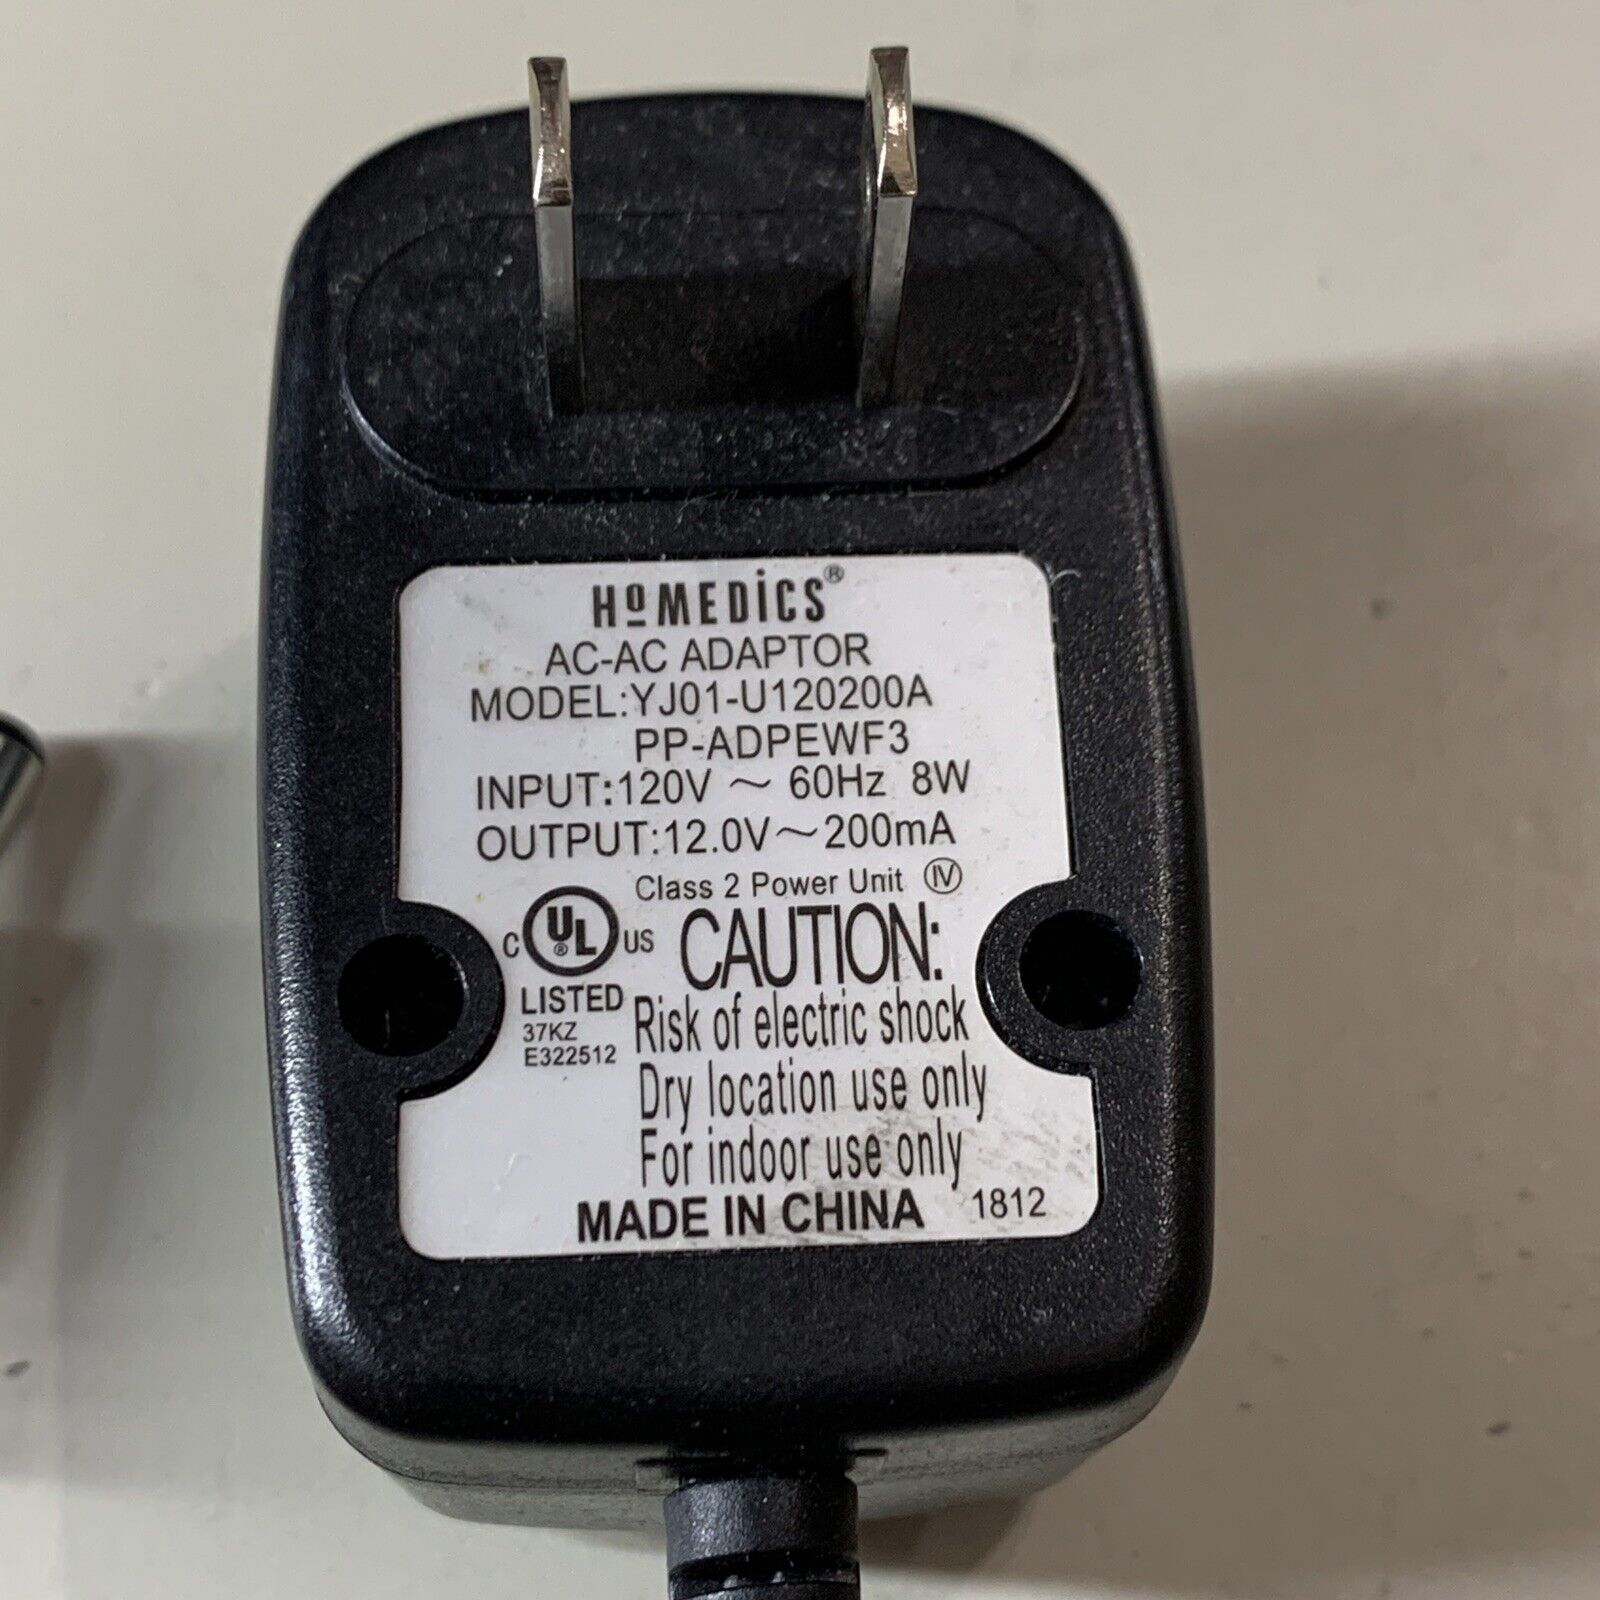 HoMEDiCS®
AC-AC ADAPTOR
MODEL:YJ01-U120200A
PP-ADPEWF3
INPUT:120V ~ 60Hz 8W
OUTPUT:12.0V~200mA
Class 2 Power Unit IV
C UL ® US
LISTED
37KZ
E322512
CAUTION:
Risk of electric shock
Dry location use only
For indoor use only
MADE IN CHINA 1812